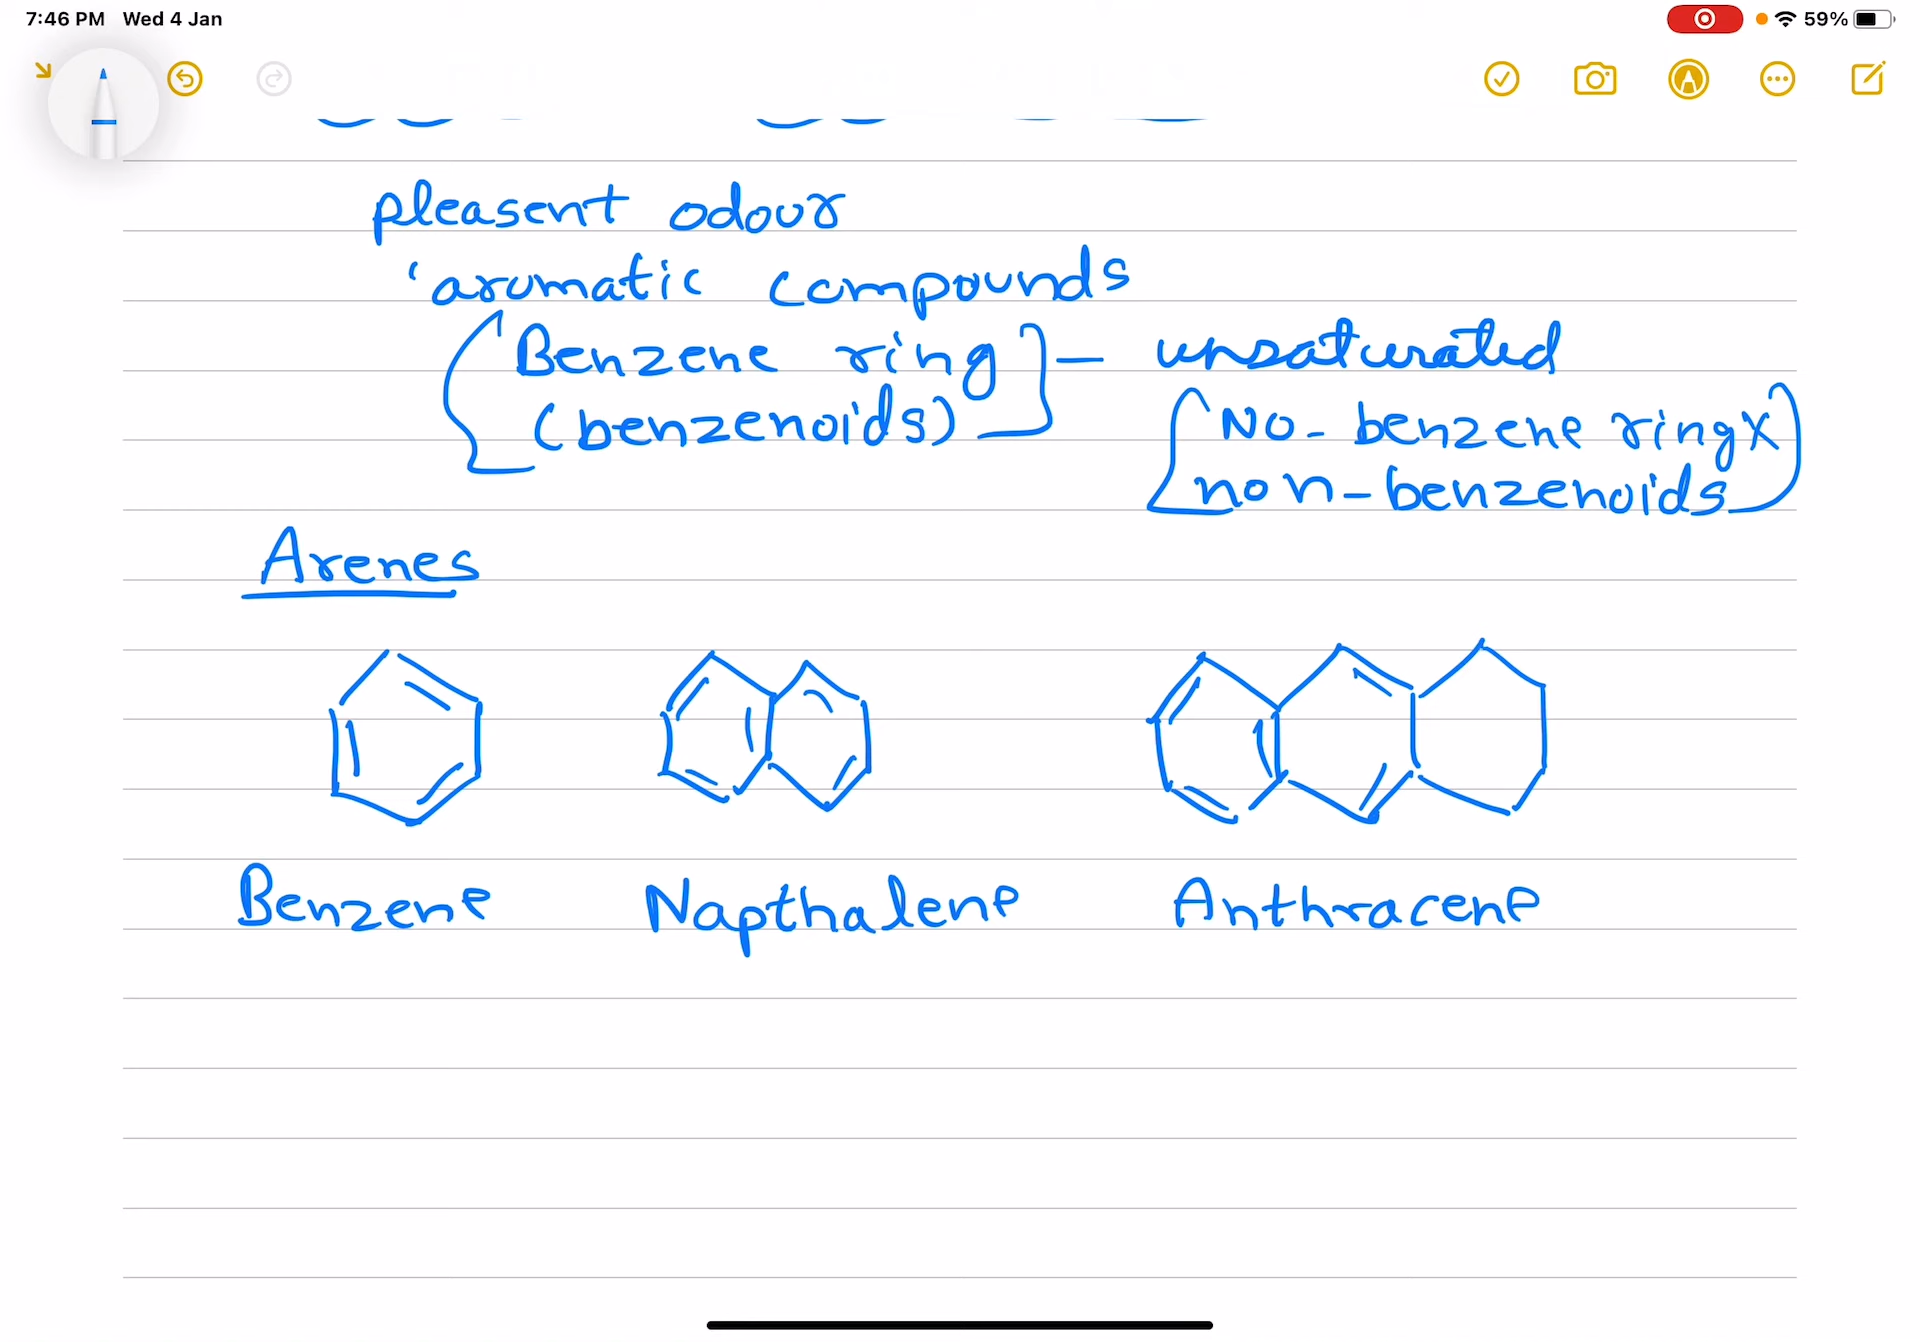 7:46 PM Wed 4 Jan
59%
pleasent odour
'aromatic compounds
Benzene ring — unsaturated
(benzenoids)
No - benzene ring X
non - benzenoids
Arenes
Benzene Napthalene Anthracene